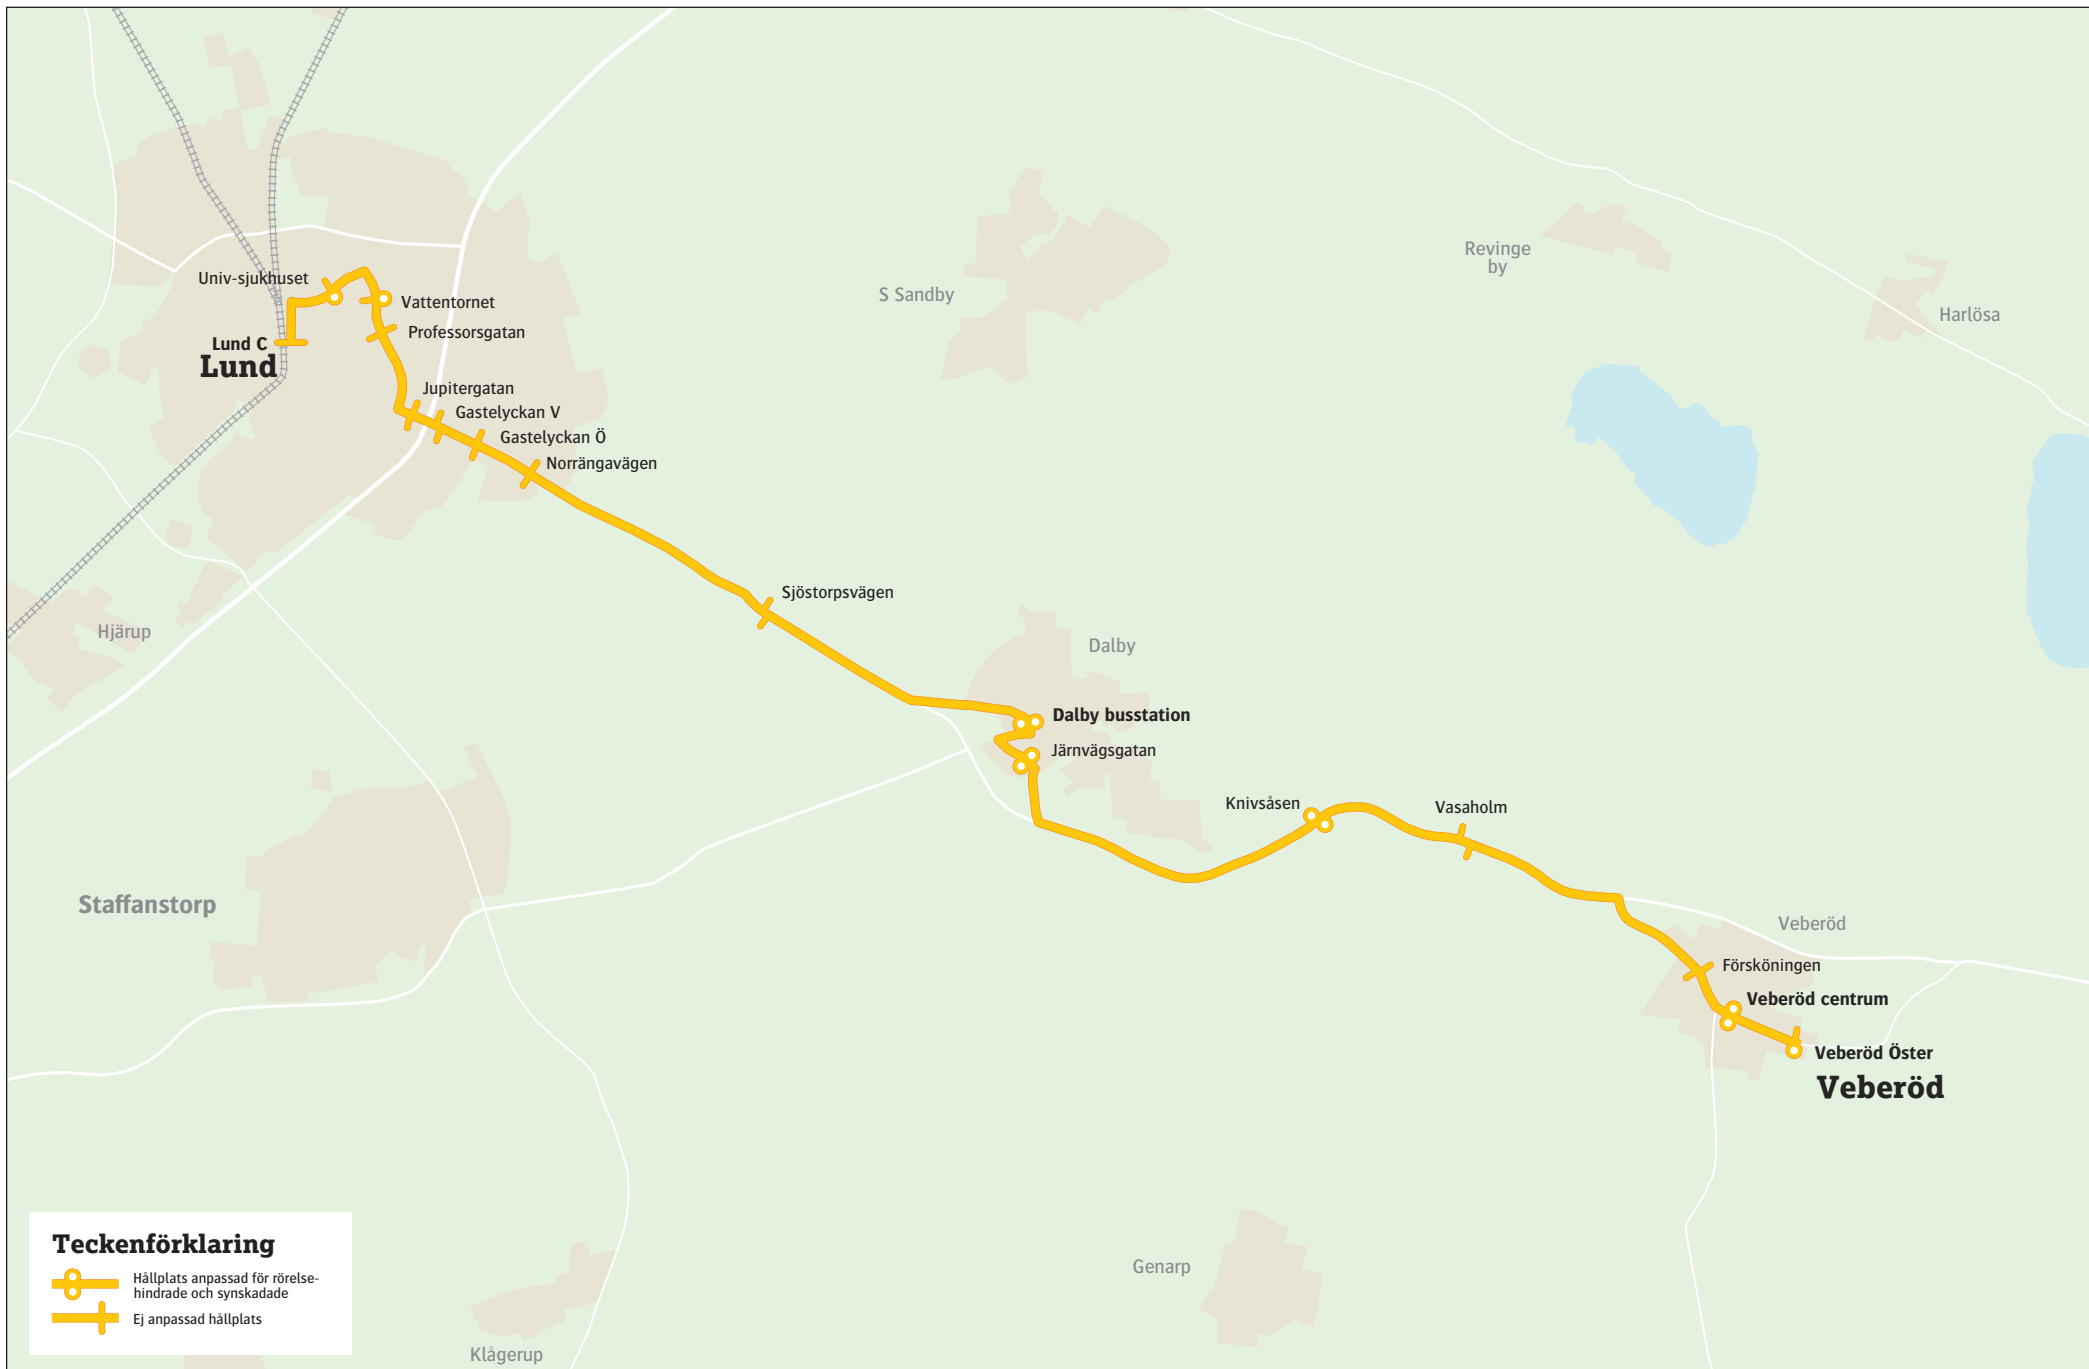 Revinge
by
Univ-sjukhuset
S Sandby
Vattentornet
Harlösa
Professorsgatan
Lund C
Lund
Jupitergatan
Gastelyckan V
Gastelyckan Ö
Norrängavägen
Sjöstorpsvägen
Hjärup
Dalby
Dalby busstation
Järnvägsgatan
Knivsåsen
Vasaholm
Staffanstorp
Veberöd
Försköningen
Veberöd centrum
Veberöd Öster
Veberöd
Teckenförklaring
Hållplats anpassad för rörelse-
hindrade och synskadade
Ej anpassad hållplats
Genarp
Klågerup